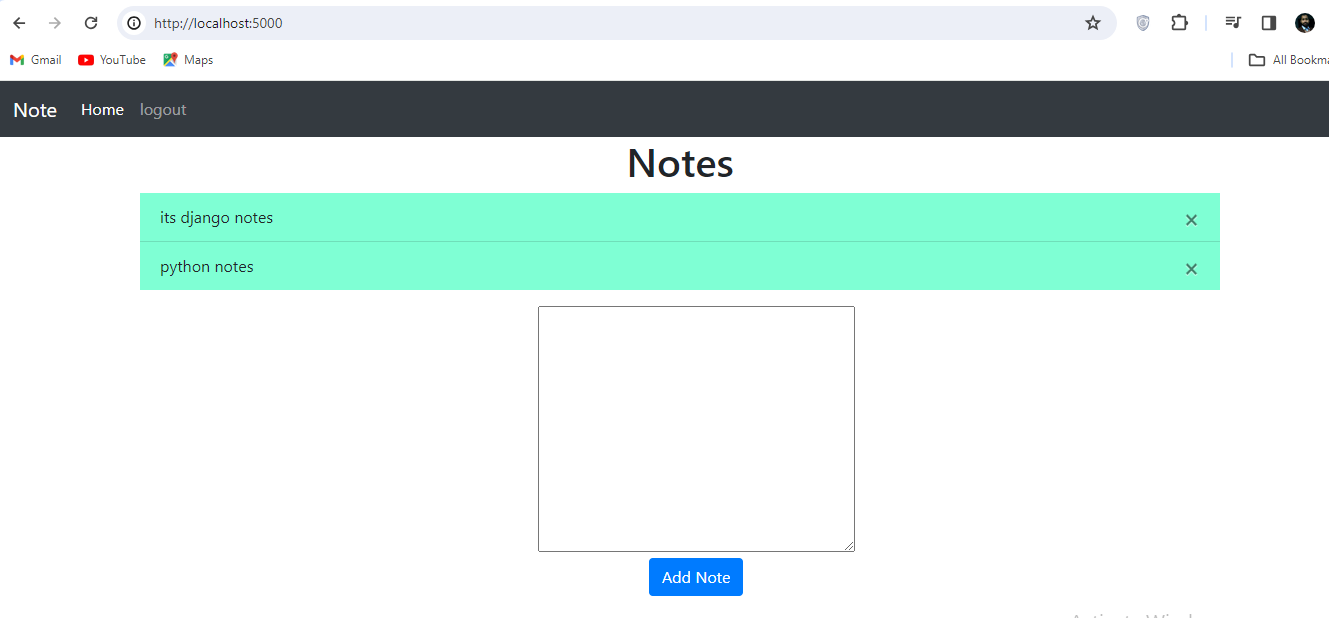 http://localhost:5000
Gmail YouTube Maps All Bookma
Note Home logout
Notes
its django notes
python notes
Add Note